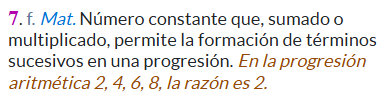 7. f. Mat. Número constante que, sumado o
multiplicado, permite la formación de términos
sucesivos en una progresión. En la progresión
aritmética 2, 4, 6, 8, la razón es 2.